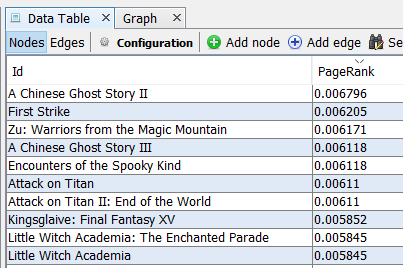 Data Table Graph
Nodes Edges Configuration Add node Add edge Se
Id PageRank
A Chinese Ghost Story II 0.006796
First Strike 0.006205
Zu: Warriors from the Magic Mountain 0.006171
A Chinese Ghost Story III 0.006118
Encounters of the Spooky Kind 0.006118
Attack on Titan 0.00611
Attack on Titan II: End of the World 0.00611
Kingsglaive: Final Fantasy XV 0.005852
Little Witch Academia: The Enchanted Parade 0.005845
Little Witch Academia 0.005845